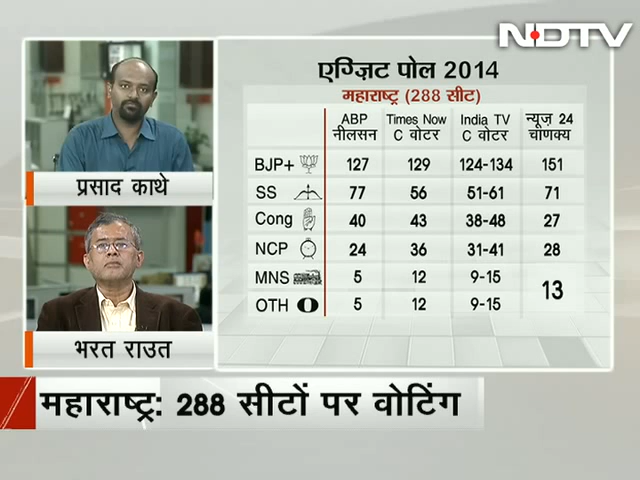 NDTV
एग्ज़िट पोल 2014
महाराष्ट्र (288 सीट)
ABP नीलसन Times Now C वोटर India TV C वोटर न्यूज़ 24 चाणक्य
BJP+ 127 129 124-134 151
SS 77 56 51-61 71
Cong 40 43 38-48 27
NCP 24 36 31-41 28
MNS 5 12 9-15 13
OTH 5 12 9-15
प्रसाद काथे
भरत राउत
महाराष्ट्र: 288 सीटों पर वोटिंग